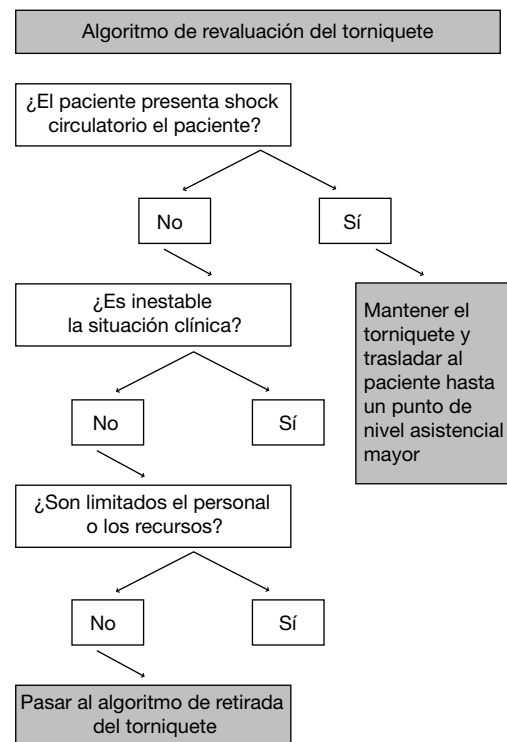 Algoritmo de revaluación del torniquete
¿El paciente presenta shock
circulatorio el paciente?
No
Sí
¿Es inestable
la situación clínica?
Mantener el
torniquete y
trasladar al
paciente hasta
un punto de
nivel asistencial
mayor
No
Sí
¿Son limitados el personal
o los recursos?
No
Sí
Pasar al algoritmo de retirada
del torniquete